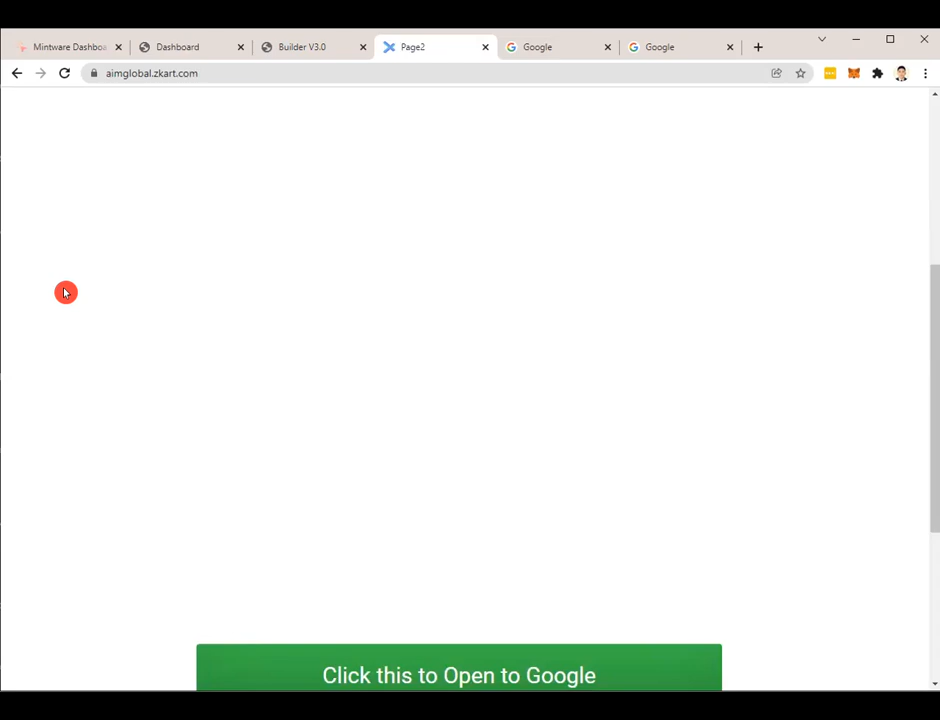 Mintware Dashboa
Dashboard
Builder V3.0
Page2
Google
Google
aimglobal.zkart.com
Click this to Open to Google